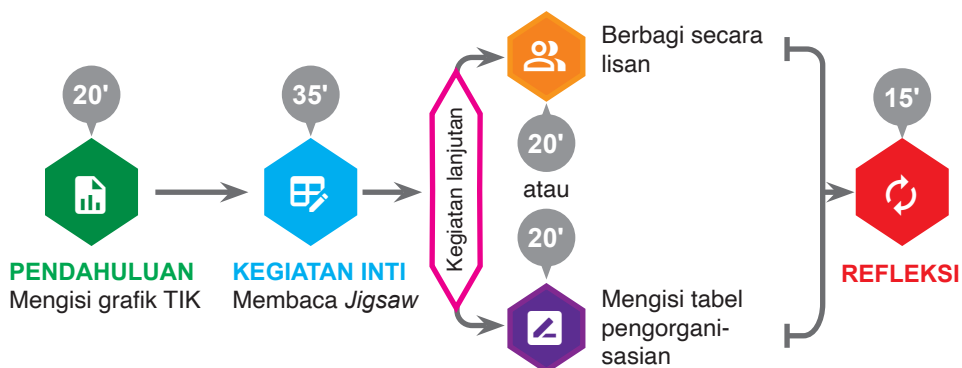 20'
PENDAHULUAN
Mengisi grafik TIK
35'
KEGIATAN INTI
Membaca Jigsaw
Kegiatan lanjutan
Berbagi secara
lisan
20'
atau
20'
Mengisi tabel
pengorgani-
sasian
15'
REFLEKSI